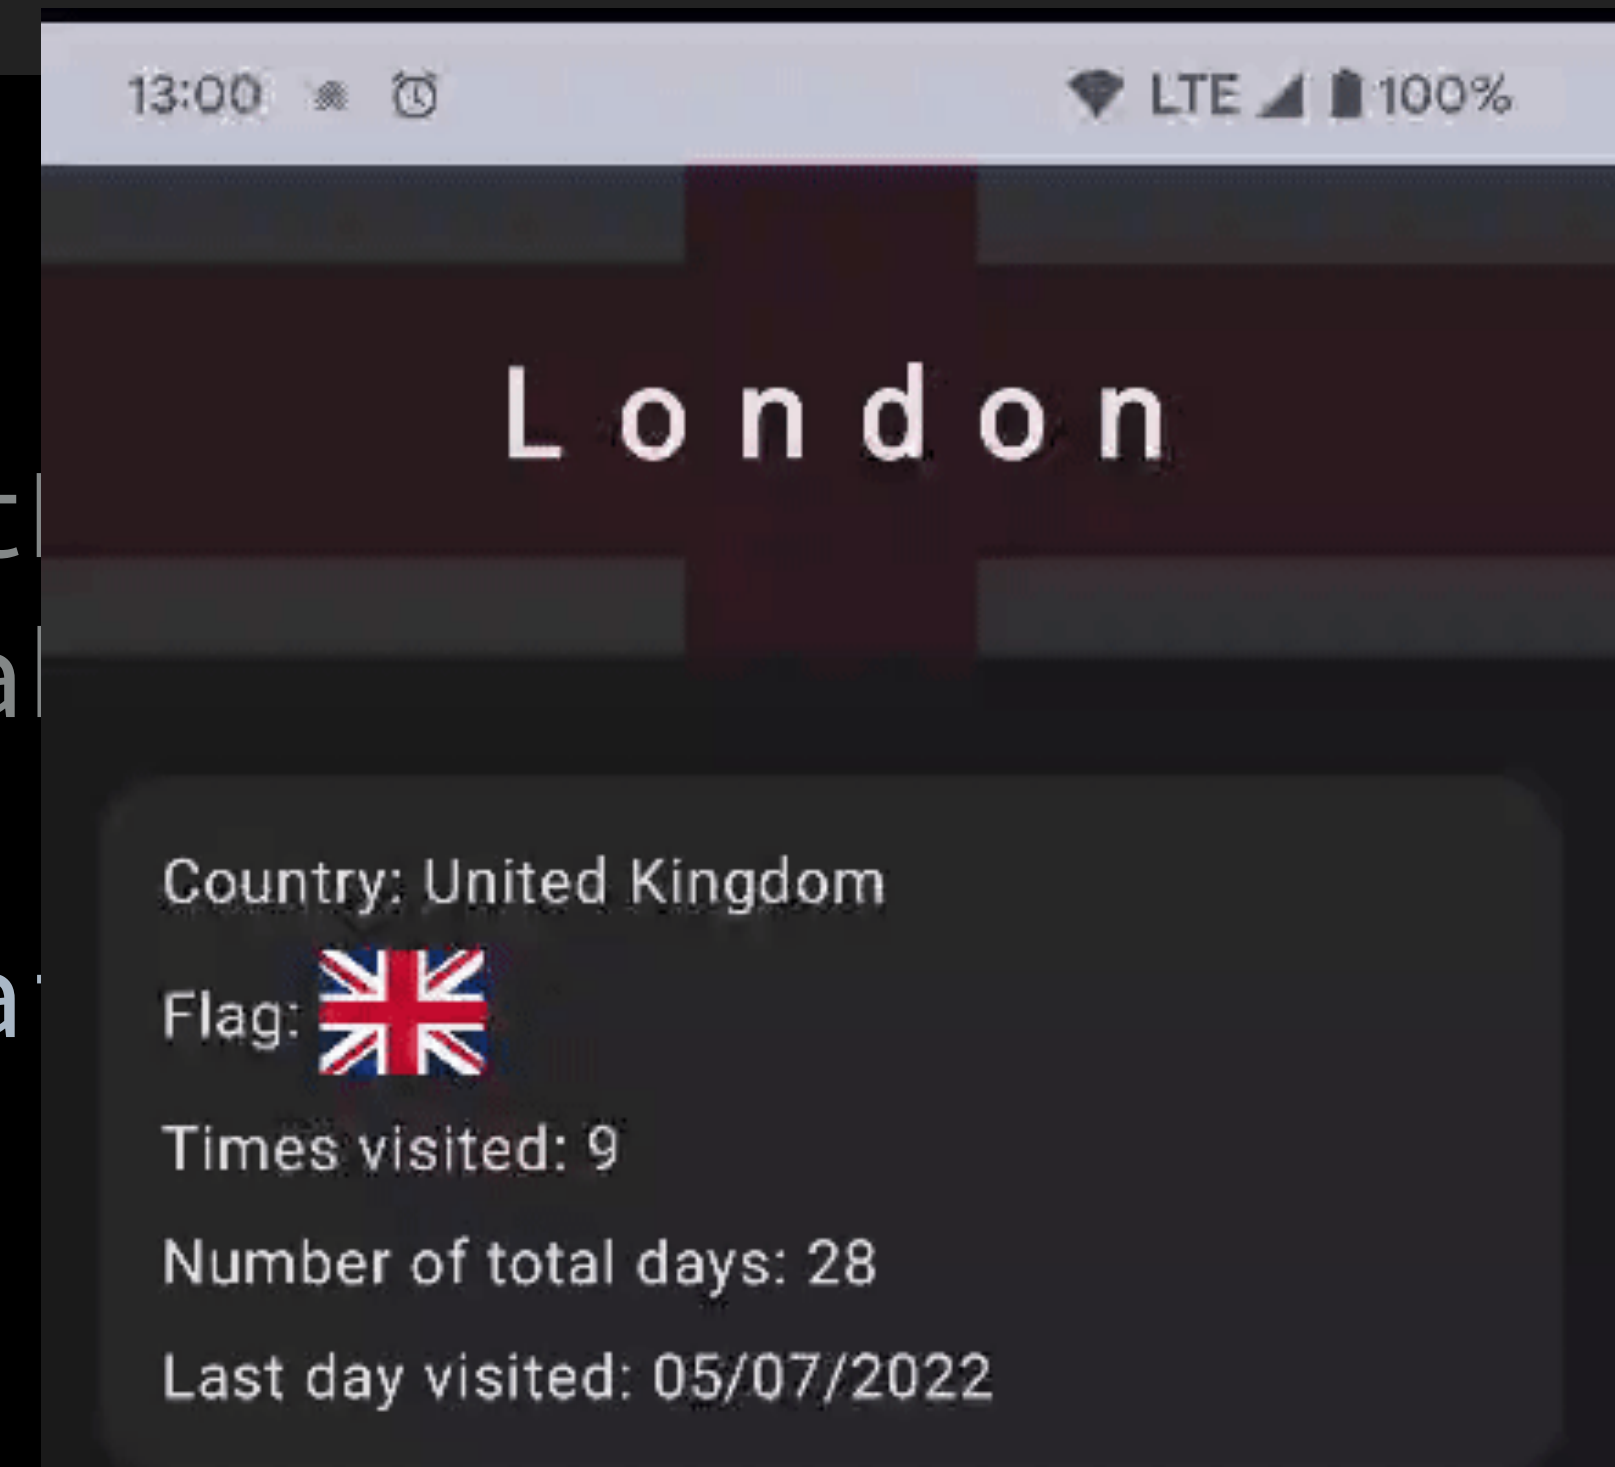 13:00 LTE 100%
London
Country: United Kingdom
Flag:
Times visited: 9
Number of total days: 28
Last day visited: 05/07/2022